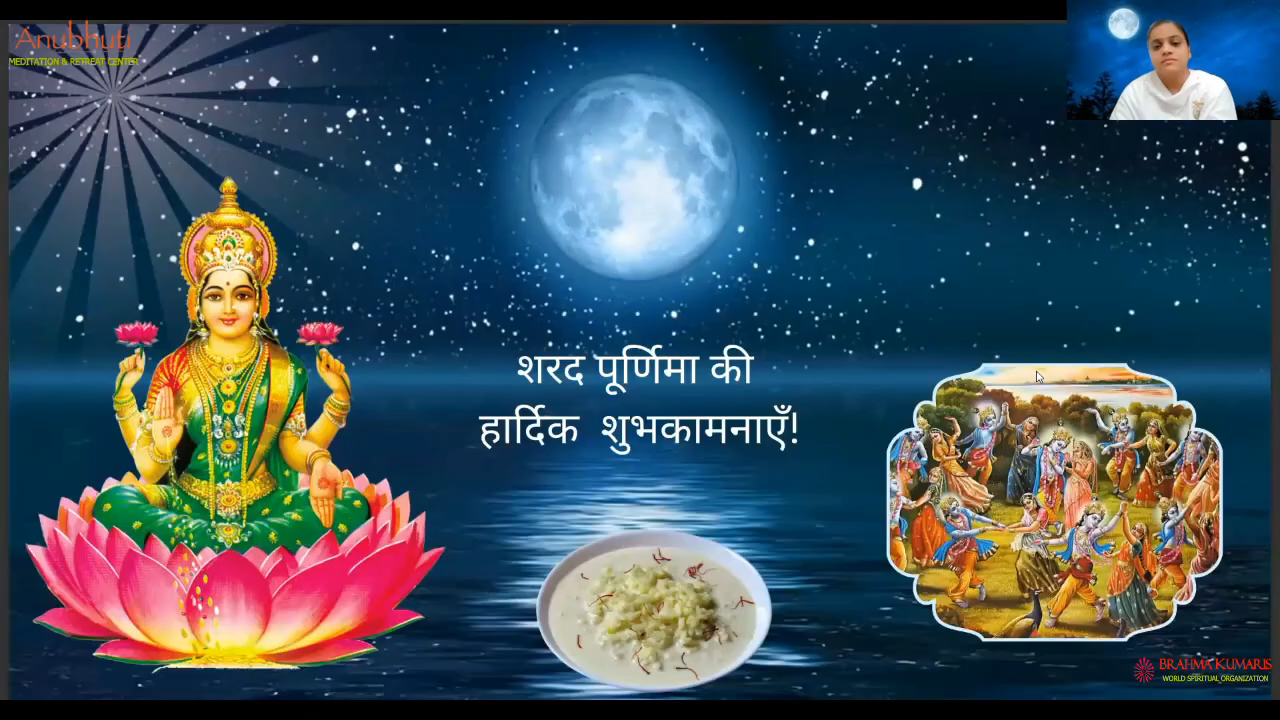 Anubhuti
MEDITATION & RETREAT CENTER
शरद पूर्णिमा की
हार्दिक शुभकामनाएँ!
BRAHMA KUMARIS
WORLD SPIRITUAL ORGANIZATION